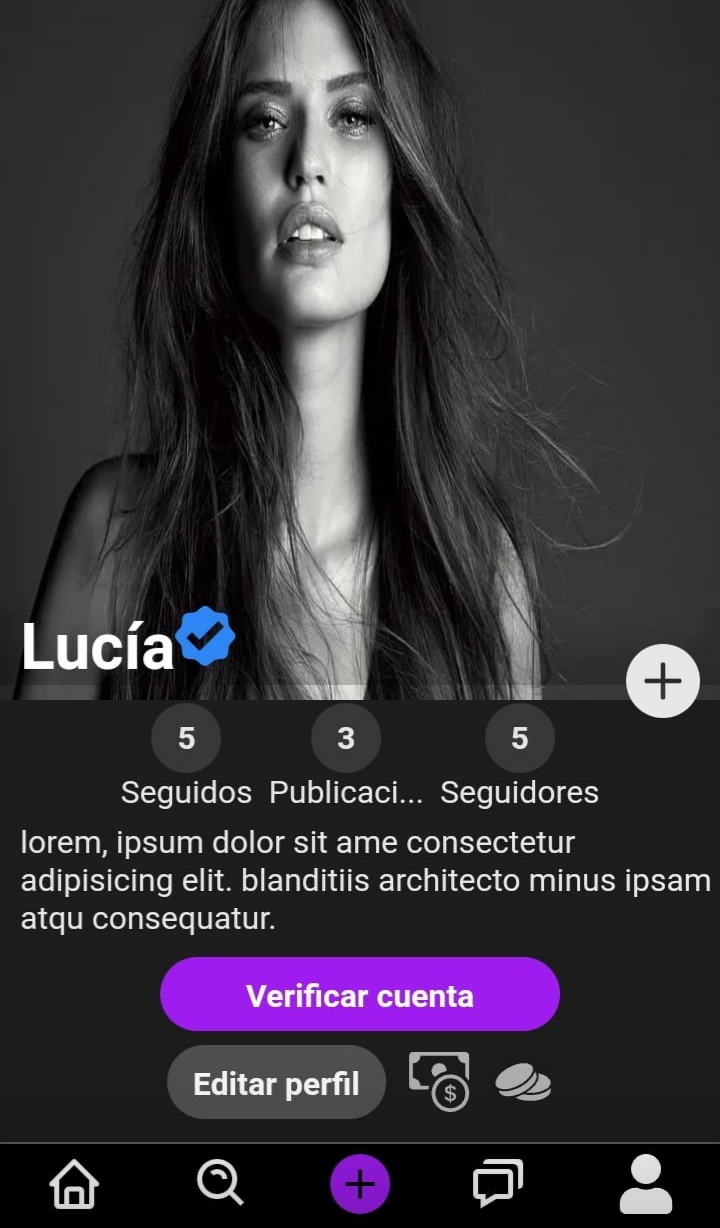 Lucía
5 3 5
Seguidos Publicaci... Seguidores
lorem, ipsum dolor sit ame consectetur
adipisicing elit. blanditiis architecto minus ipsam
atqu consequatur.
Verificar cuenta
Editar perfil
$